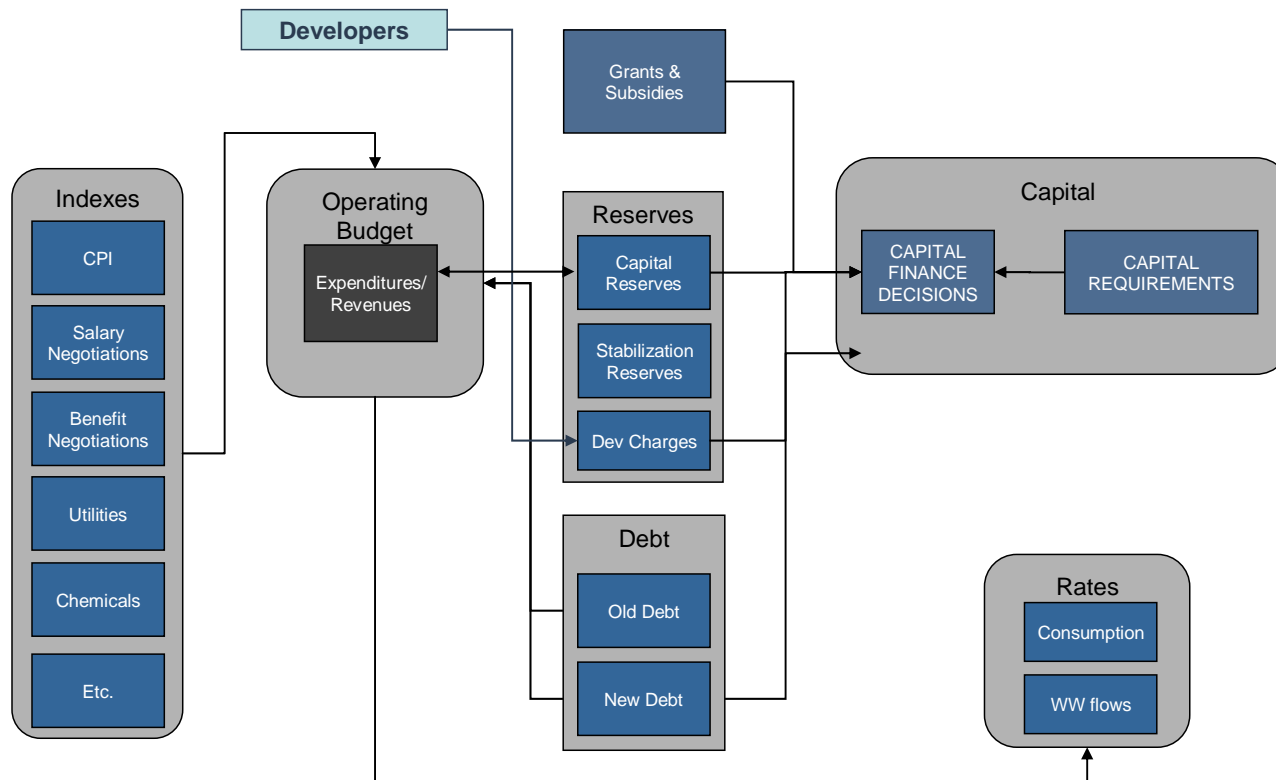 Developers
Grants &
Subsidies
Indexes
CPI
Salary
Negotiations
Benefit
Negotiations
Utilities
Chemicals
Etc.
Operating
Budget
Expenditures/
Revenues
Reserves
Capital
Reserves
Stabilization
Reserves
Dev Charges
Debt
Old Debt
New Debt
Capital
CAPITAL
FINANCE
DECISIONS
CAPITAL
REQUIREMENTS
Rates
Consumption
WW flows